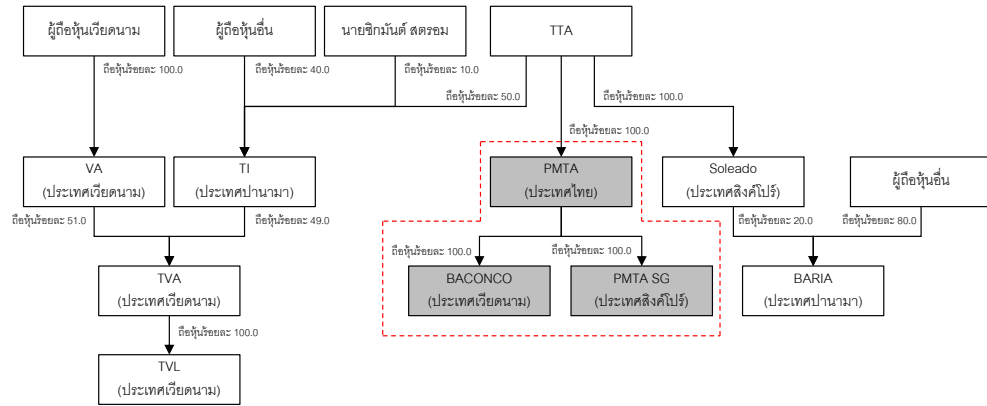 ผู้ถือหุ้นเวียดนาม
ผู้ถือหุ้นอื่น
นายซิกมันต์ สตรอม
TTA
ถือหุ้นร้อยละ 100.0
ถือหุ้นร้อยละ 40.0
ถือหุ้นร้อยละ 10.0
ถือหุ้นร้อยละ 50.0
ถือหุ้นร้อยละ 100.0
ถือหุ้นร้อยละ 100.0
VA
(ประเทศเวียดนาม)
TI
(ประเทศปานามา)
PMTA
(ประเทศไทย)
Soleado
(ประเทศสิงค์โปร์)
ผู้ถือหุ้นอื่น
ถือหุ้นร้อยละ 51.0
ถือหุ้นร้อยละ 49.0
ถือหุ้นร้อยละ 20.0
ถือหุ้นร้อยละ 80.0
ถือหุ้นร้อยละ 100.0
ถือหุ้นร้อยละ 100.0
TVA
(ประเทศเวียดนาม)
BACONCO
(ประเทศเวียดนาม)
PMTA SG
(ประเทศสิงค์โปร์)
BARIA
(ประเทศปานามา)
ถือหุ้นร้อยละ 100.0
TVL
(ประเทศเวียดนาม)